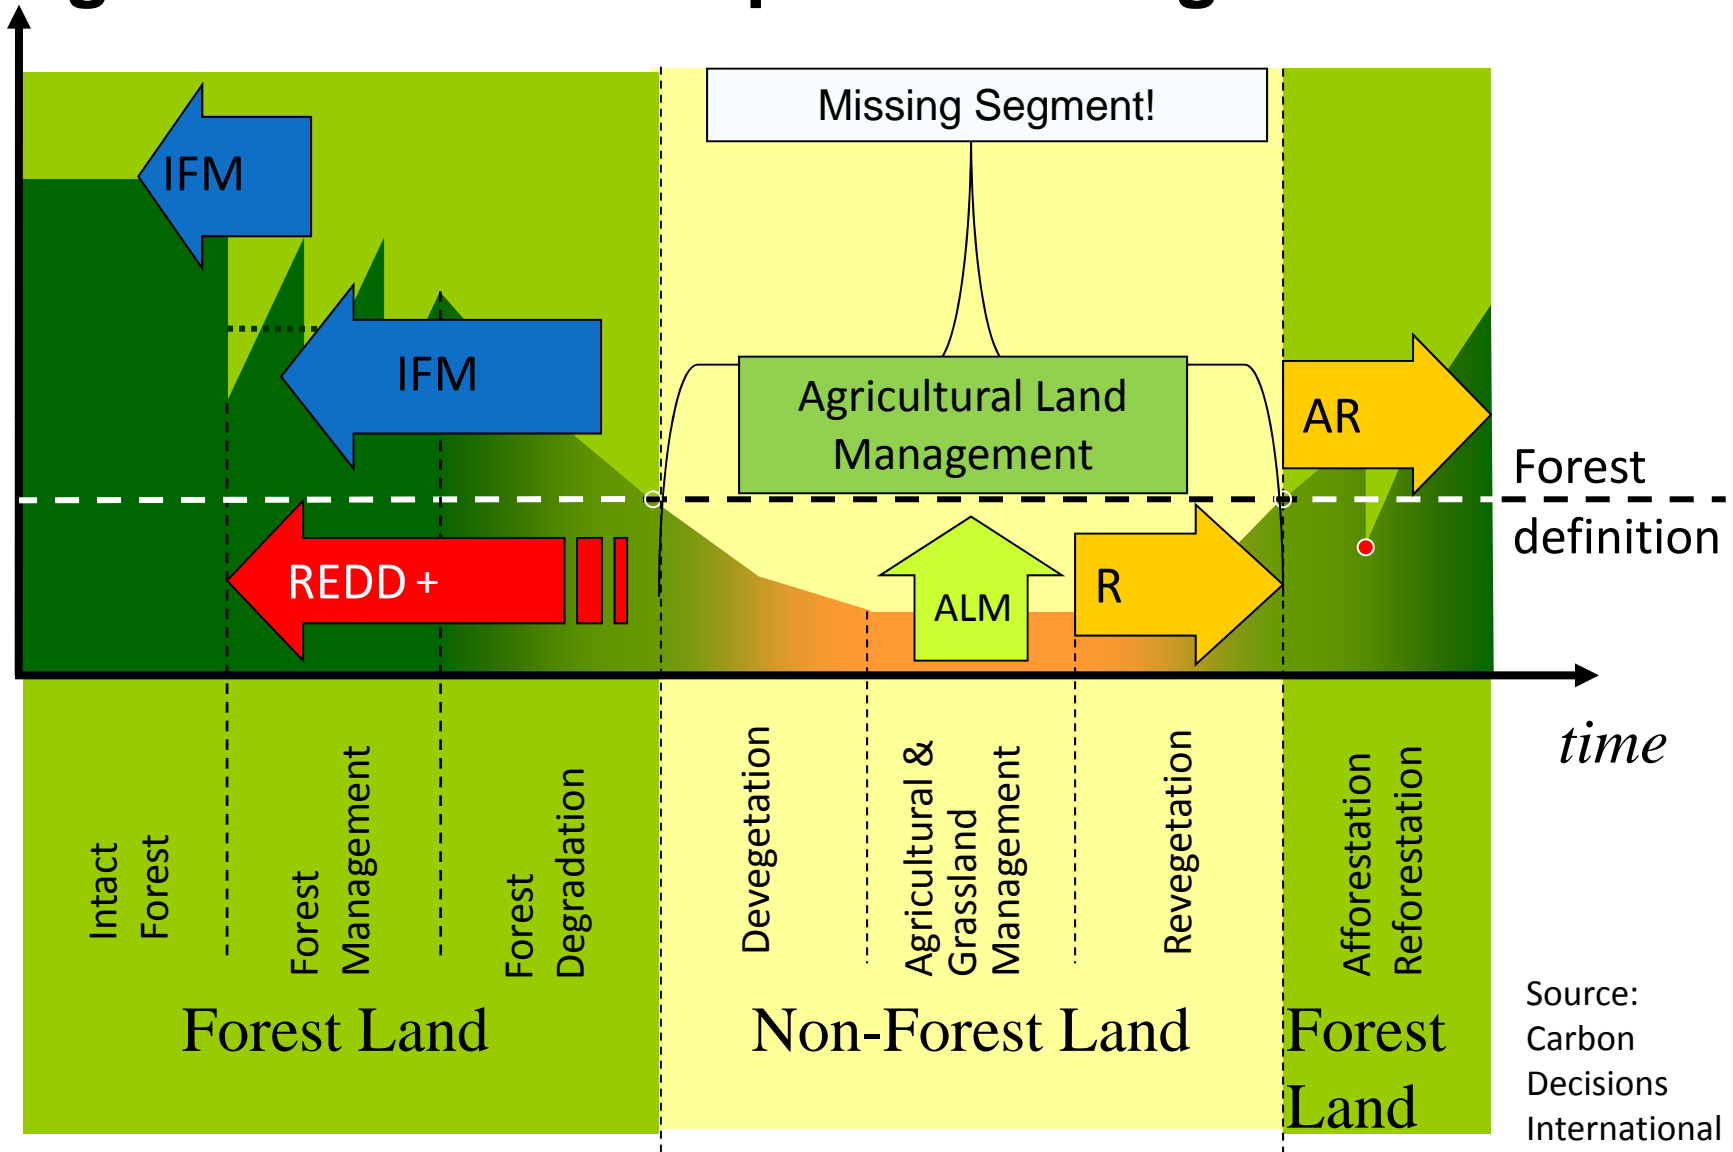 Missing Segment!
IFM
IFM
Agricultural Land
Management
AR
Forest
definition
REDD +
ALM
R
time
Intact
Forest
Forest
Management
Forest
Degradation
Devegetation
Agricultural &
Grassland
Management
Revegetation
Afforestation
Reforestation
Forest Land
Non-Forest Land
Forest
Land
Source:
Carbon
Decisions
International